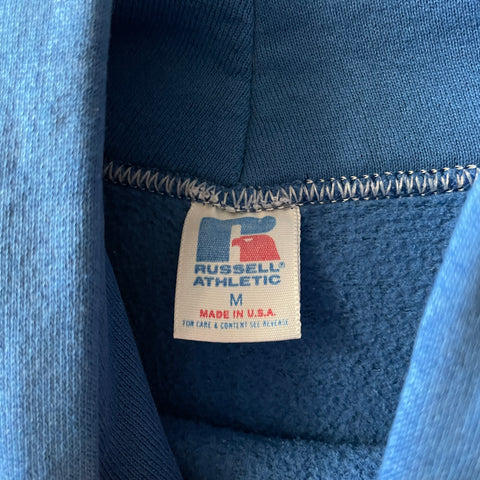 RUSSELL®
ATHLETIC
M
MADE IN U.S.A.
FOR CARE & CONTENT SEE REVERSE